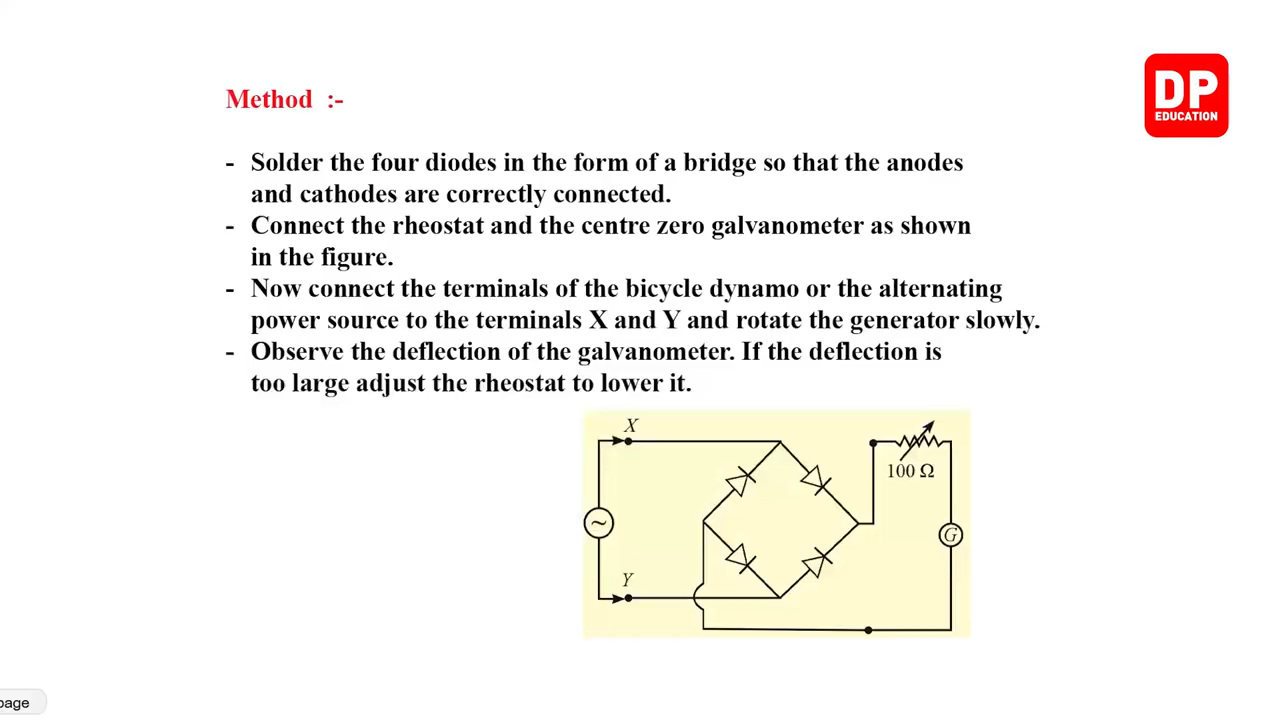 DP
EDUCATION
Method :-
- Solder the four diodes in the form of a bridge so that the anodes
and cathodes are correctly connected.
- Connect the rheostat and the centre zero galvanometer as shown
in the figure.
- Now connect the terminals of the bicycle dynamo or the alternating
power source to the terminals X and Y and rotate the generator slowly.
- Observe the deflection of the galvanometer. If the deflection is
too large adjust the rheostat to lower it.
X
100 Ω
~
G
Y
page